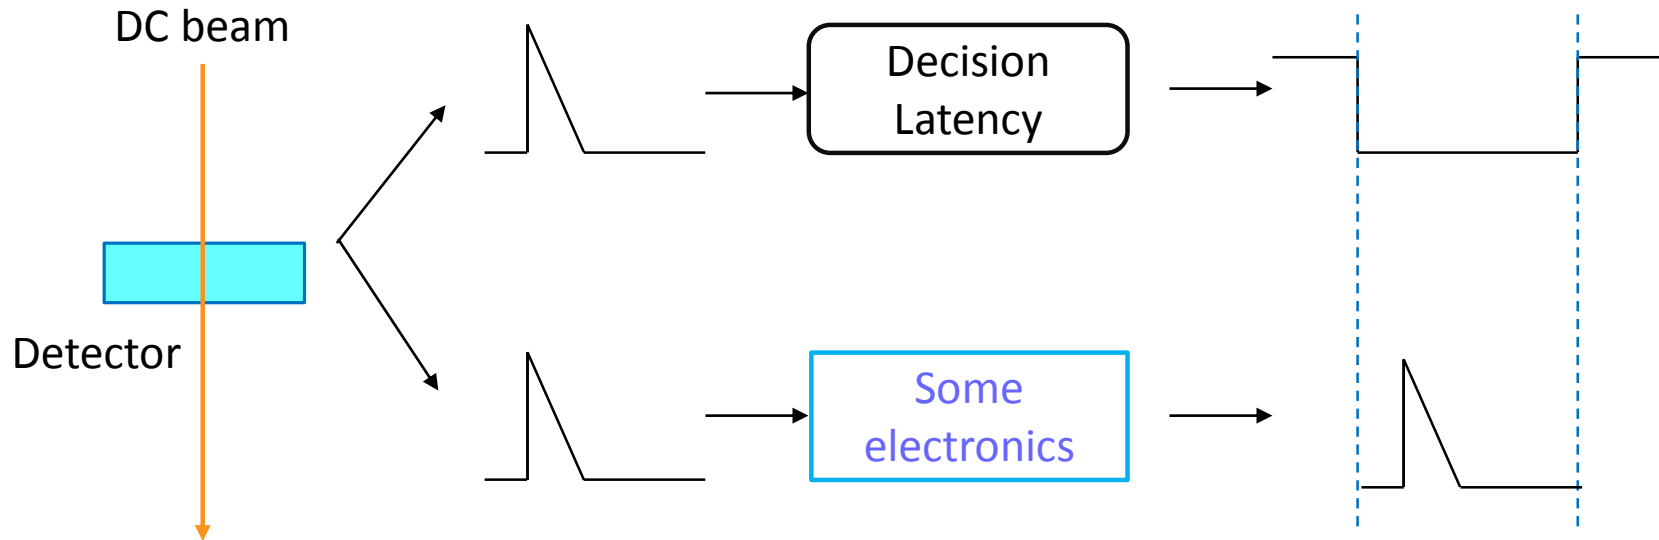 DC beam
Detector
Decision
Latency
Some
electronics